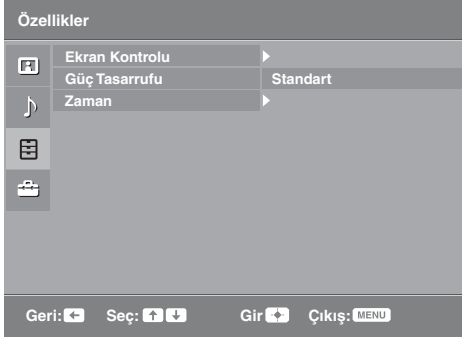 Özellikler
Ekran Kontrolu
Güç Tasarrufu Standart
Zaman
Geri: Seç: Gir Çıkış: MENU